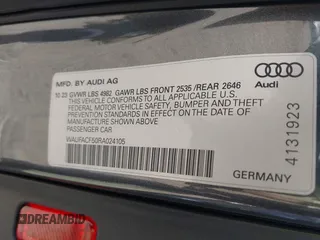 MFD. BY AUDI AG
10 23 GVWR LBS 4982 GAWR LBS FRONT 2535 /REAR 2646
THIS VEHICLE CONFORMS TO ALL APPLICABLE U.S.
FEDERAL MOTOR VEHICLE SAFETY, BUMPER AND THEFT
PREVENTION STANDARDS IN EFFECT ON THE DATE
OF MANUFACTURE SHOWN ABOVE
PASSENGER CAR
WAUFACF50RA024105
Audi
4131923
GERMANY
DREAMBID